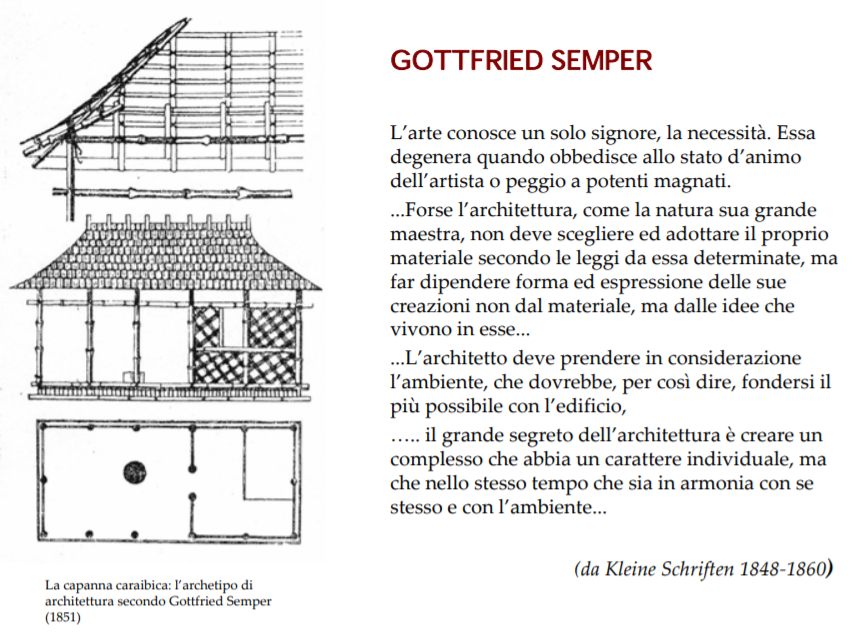 GOTTFRIED SEMPER
L’arte conosce un solo signore, la necessità. Essa
degenera quando obbedisce allo stato d’animo
dell’artista o peggio a potenti magnati.
...Forse l’architettura, come la natura sua grande
maestra, non deve scegliere ed adottare il proprio
materiale secondo le leggi da essa determinate, ma
far dipendere forma ed espressione delle sue
creazioni non dal materiale, ma dalle idee che
vivono in esse...
...L’architetto deve prendere in considerazione
l’ambiente, che dovrebbe, per così dire, fondersi il
più possibile con l’edificio,
….. il grande segreto dell’architettura è creare un
complesso che abbia un carattere individuale, ma
che nello stesso tempo che sia in armonia con se
stesso e con l’ambiente...
(da Kleine Schriften 1848-1860)
La capanna caraibica: l’archetipo di
architettura secondo Gottfried Semper
(1851)